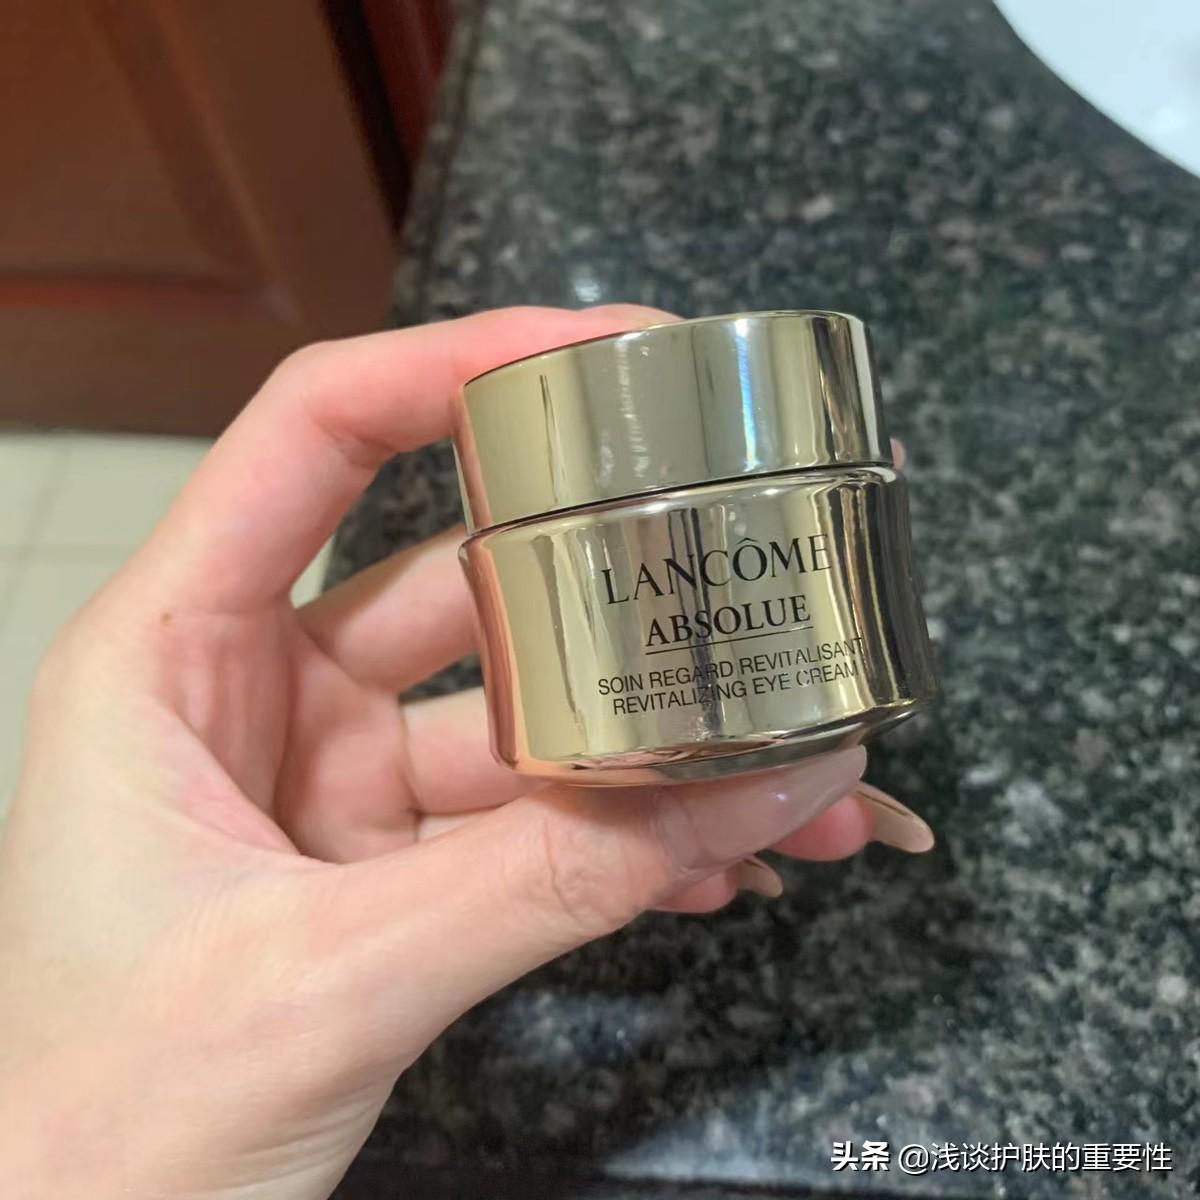 LANCÔME
ABSOLUE
SOIN REGARD REVITALISANT
REVITALIZING EYE CREAM
头条 @浅谈护肤的重要性